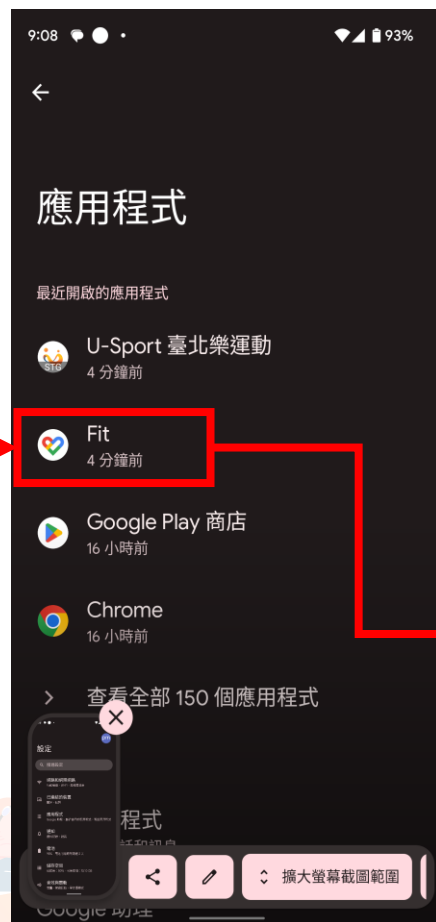 9:08
93%
應用程式
最近開啟的應用程式
U-Sport 臺北樂運動
STG
4 分鐘前
Fit
4 分鐘前
Google Play 商店
16 小時前
Chrome
16 小時前
查看全部 150 個應用程式
設定
程式
擴大螢幕截圖範圍
Google 助理